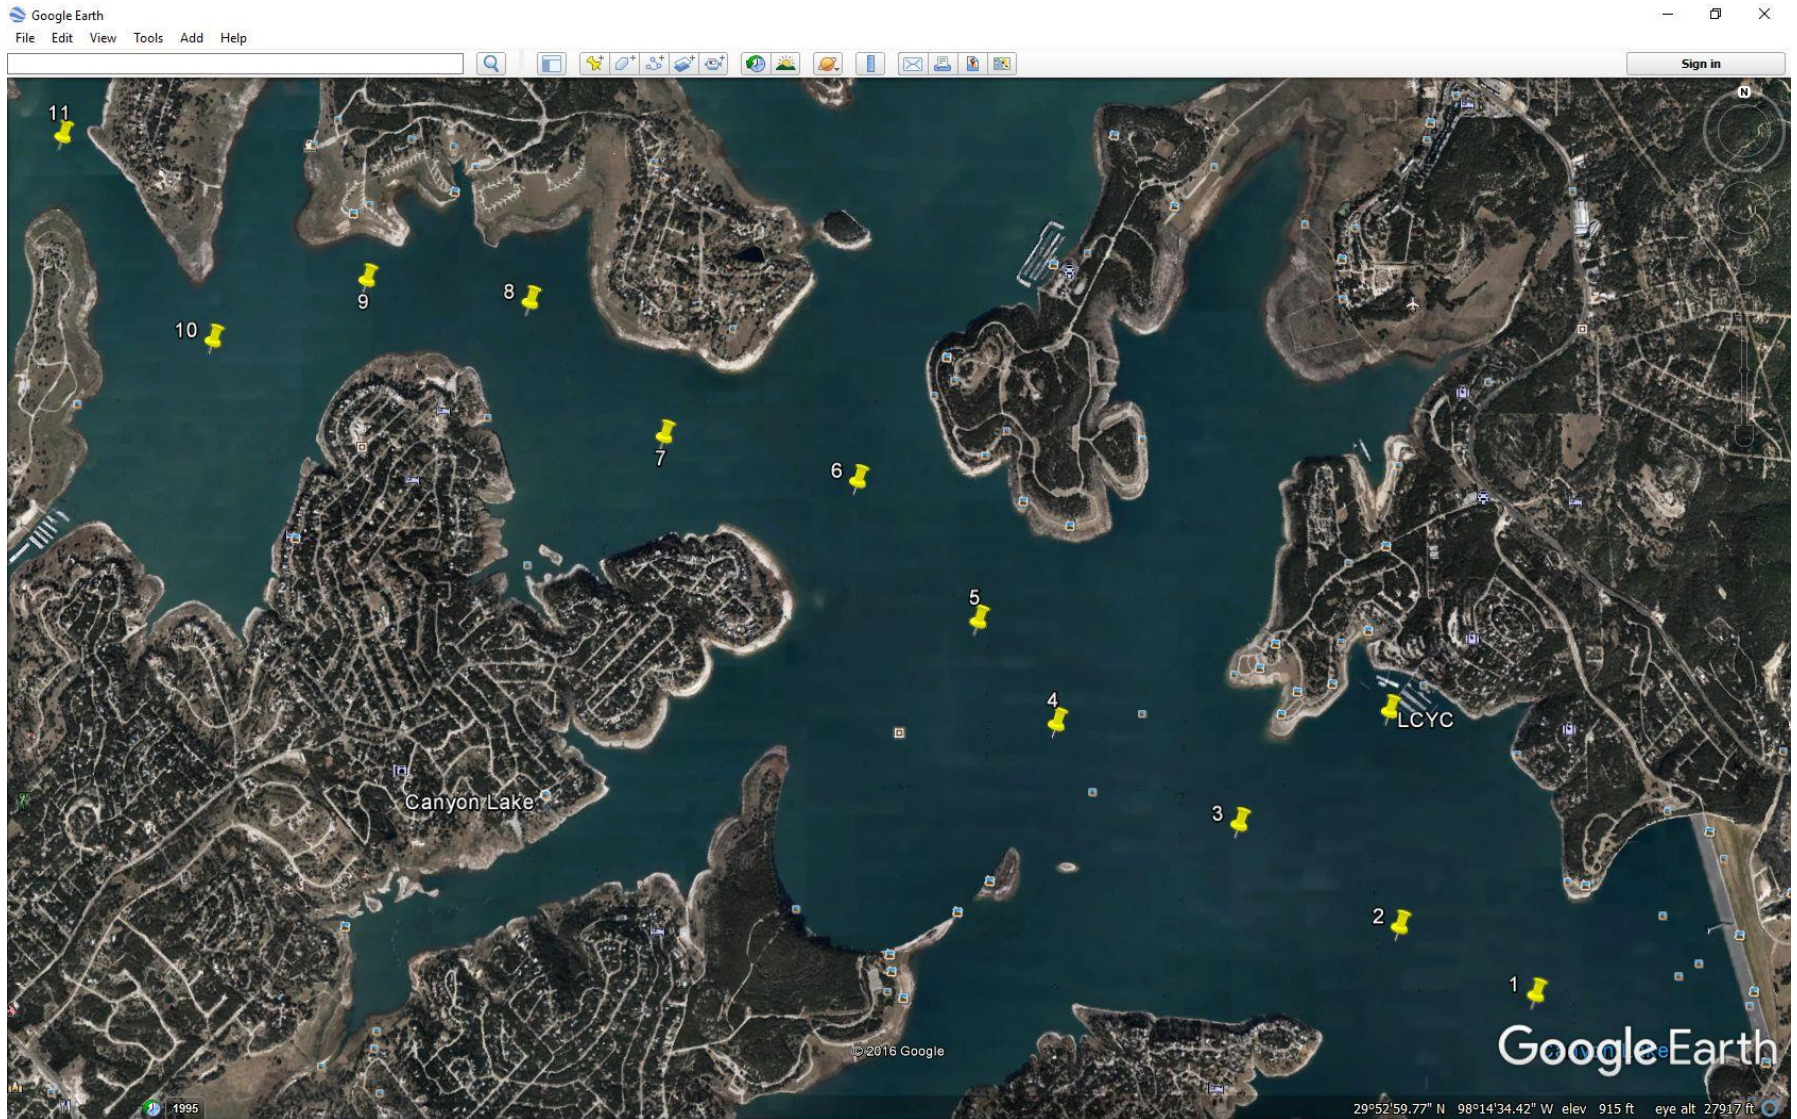 Google Earth
File Edit View Tools Add Help
Sign in
N
11
10
9
8
7
6
5
4
LCYC
Canyon Lake
3
2
1
Google Earth
© 2016 Google
1995
29°52'59.77" N 98°14'34.42" W elev 915 ft eye alt 27917 ft